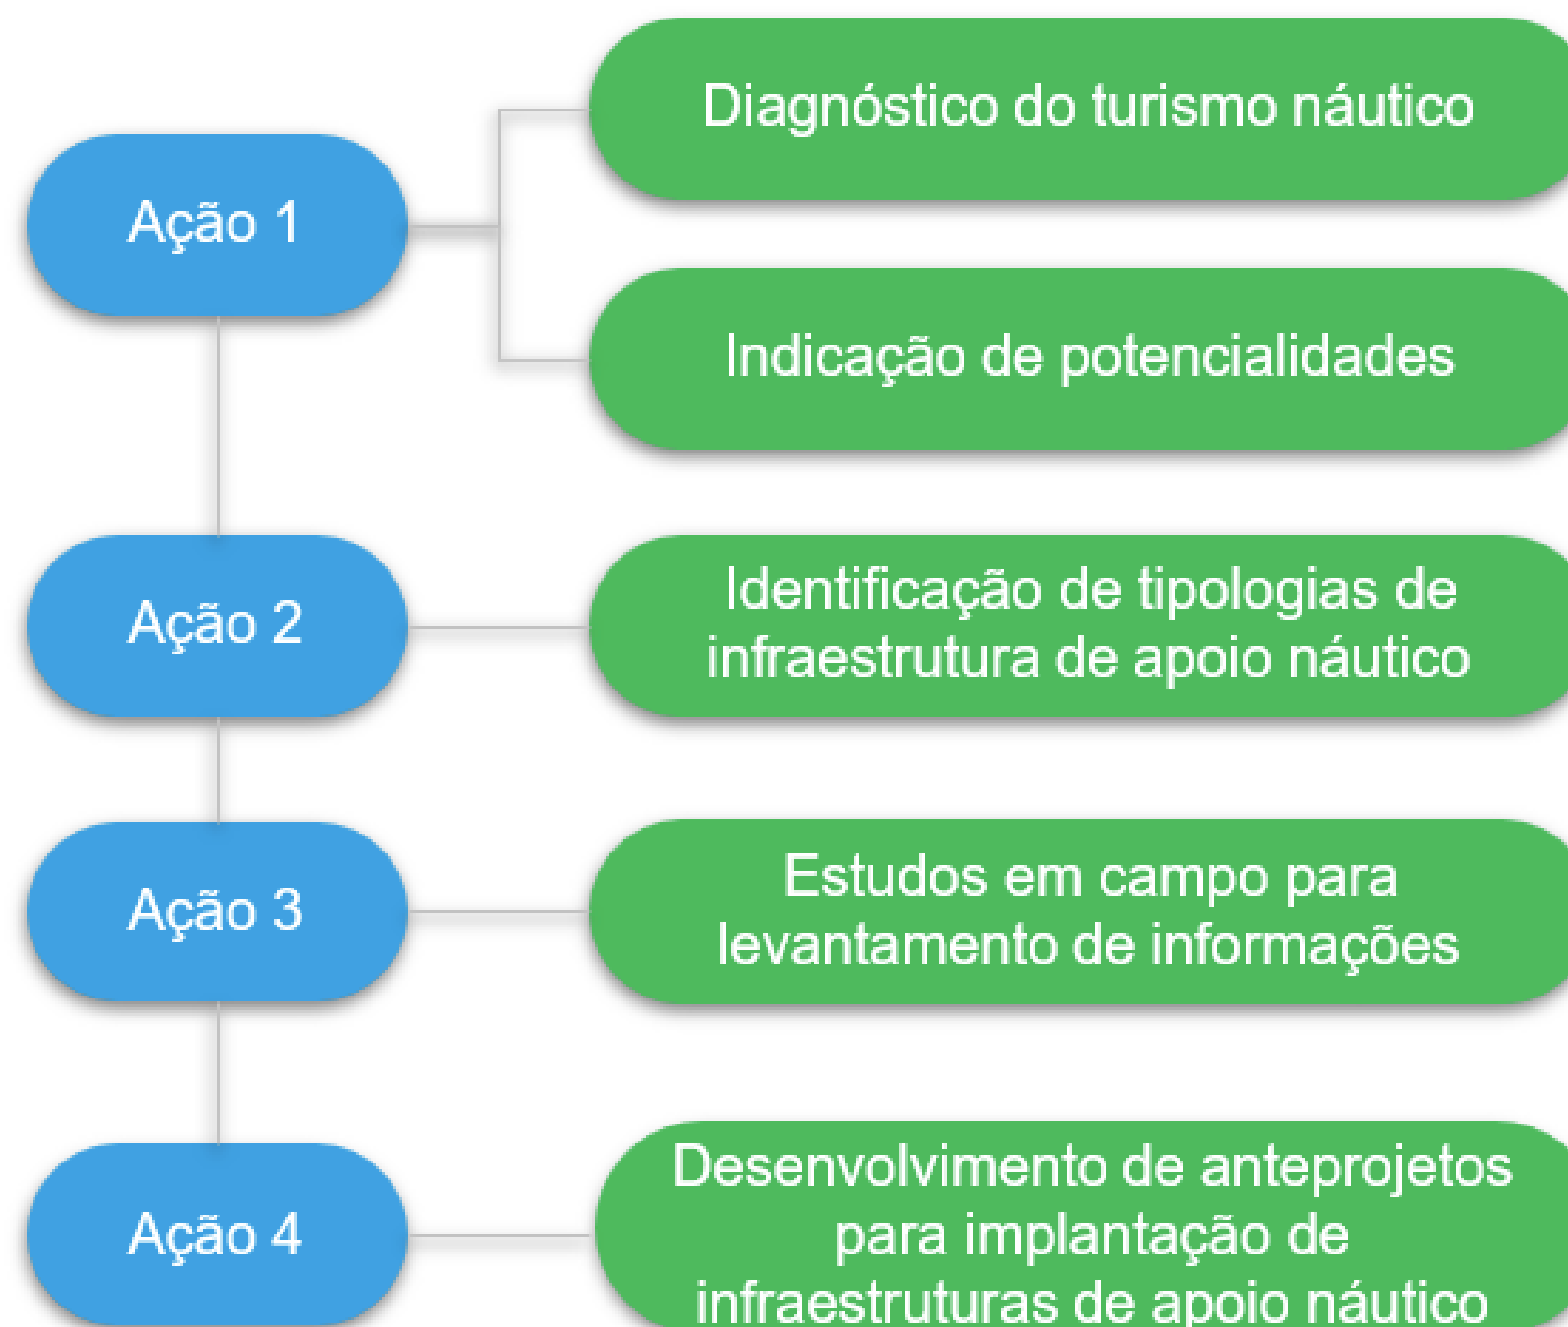 Ação 1
Diagnóstico do turismo náutico
Indicação de potencialidades
Ação 2
Identificação de tipologias de
infraestrutura de apoio náutico
Ação 3
Estudos em campo para
levantamento de informações
Ação 4
Desenvolvimento de anteprojetos
para implantação de
infraestruturas de apoio náutico